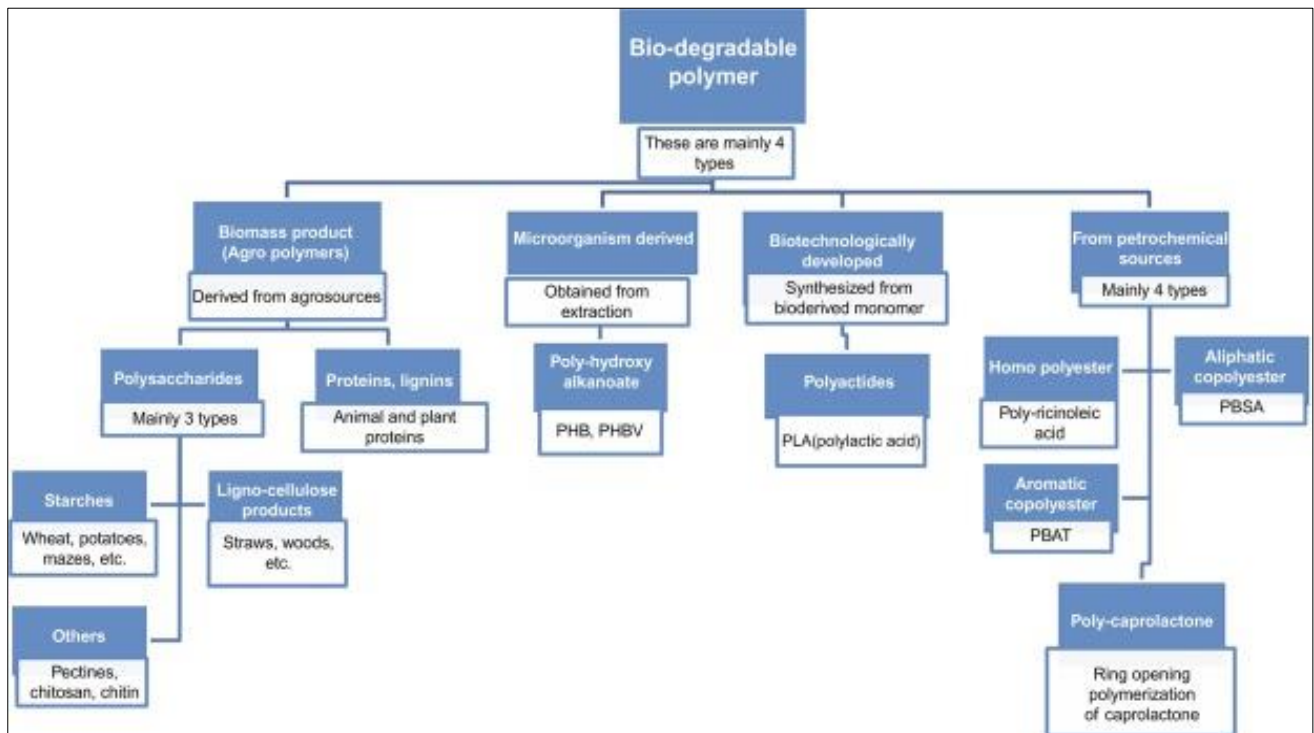 Bio-degradable
polymer
These are mainly 4
types
Biomass product
(Agro polymers)
Derived from agrosources
Microorganism derived
Obtained from
extraction
Biotechnologically
developed
Synthesized from
bioderived monomer
From petrochemical
sources
Mainly 4 types
Polysaccharides
Mainly 3 types
Proteins, lignins
Animal and plant
proteins
Poly-hydroxy
alkanoate
PHB, PHBV
Polyactides
PLA(polylactic acid)
Homo polyester
Poly-ricinoleic
acid
Aliphatic
copolyester
PBSA
Starches
Wheat, potatoes,
mazes, etc.
Ligno-cellulose
products
Straws, woods,
etc.
Aromatic
copolyester
PBAT
Others
Pectines,
chitosan, chitin
Poly-caprolactone
Ring opening
polymerization
of caprolactone